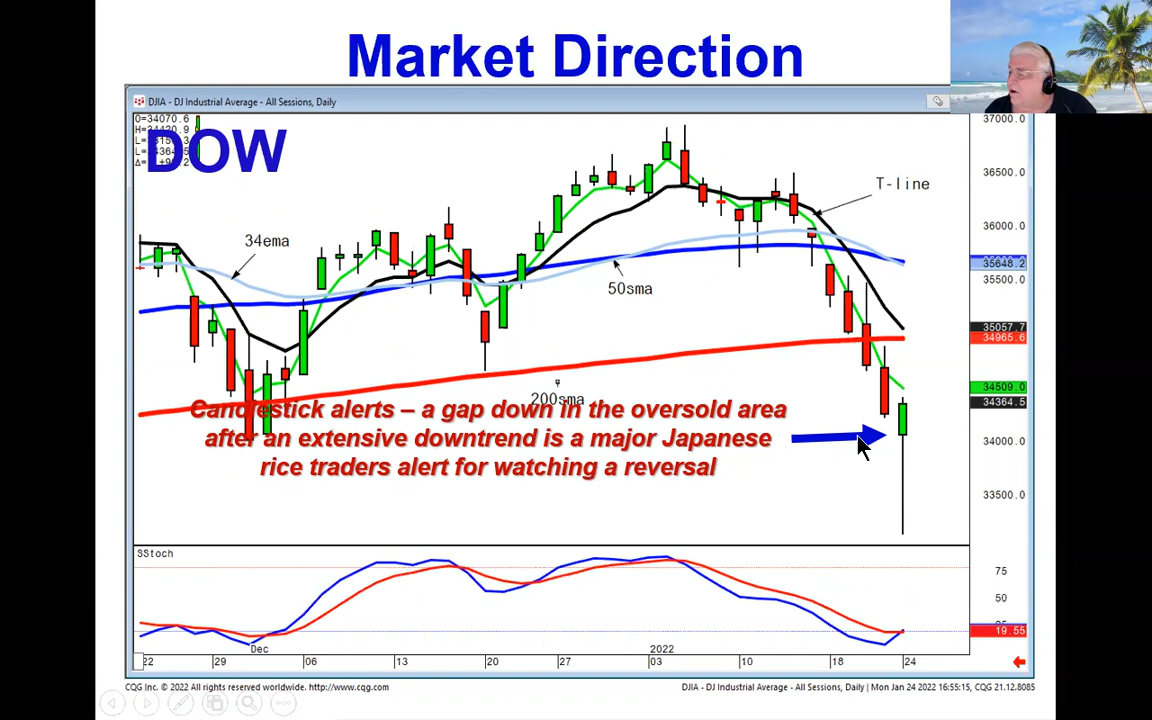 Market Direction
DJIA - DJ Industrial Average - All Sessions, Daily
O=34070.6
H=34420.9
DOW
37000.0
36500.0
T-line
36000.0
34ema
35648.2
35500.0
50sma
35057.7
34965.6
34509.0
34364.5
200sma
Candlestick alerts – a gap down in the oversold area
after an extensive downtrend is a major Japanese
rice traders alert for watching a reversal
34000.0
33500.0
SStoch
75
50
19.55
Dec
2022
22
29
06
13
20
27
03
10
18
24
CQG Inc. © 2022 All rights reserved worldwide. http://www.cqg.com
DJIA - DJ Industrial Average - All Sessions, Daily | Mon Jan 24 2022 16:55:15, CQG 21.12.8085